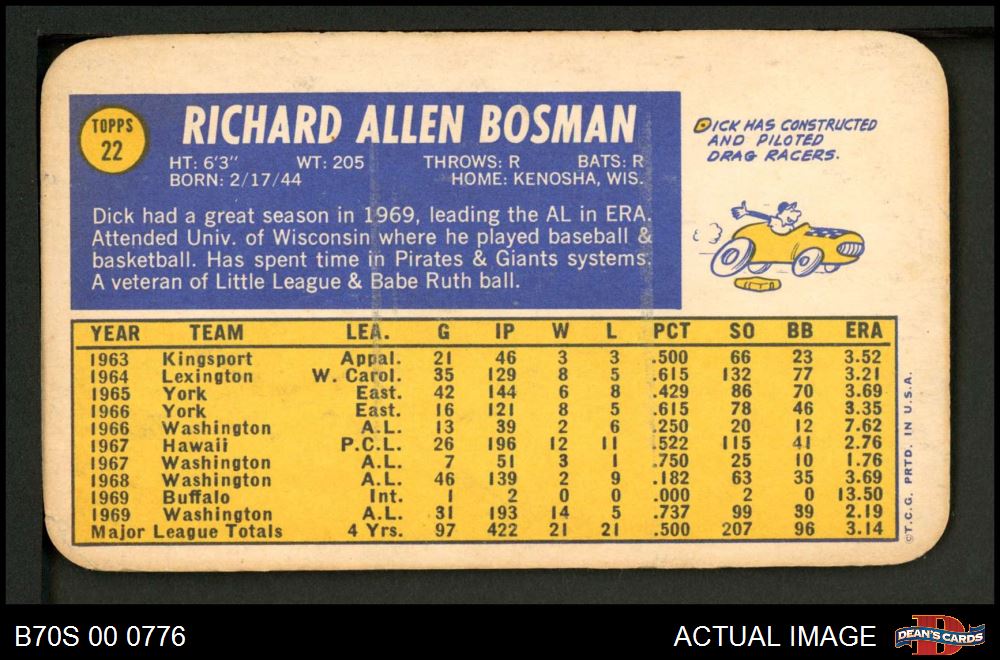 TOPPS
22
RICHARD ALLEN BOSMAN
HT: 6'3" WT: 205 THROWS: R BATS: R
BORN: 2/17/44 HOME: KENOSHA, WIS.
Dick had a great season in 1969, leading the AL in ERA.
Attended Univ. of Wisconsin where he played baseball &
basketball. Has spent time in Pirates & Giants systems.
A veteran of Little League & Babe Ruth ball.
DICK HAS CONSTRUCTED
AND PILOTED
DRAG RACERS.
YEAR TEAM LEA. G IP W L PCT SO BB ERA
1963 Kingsport Appal. 21 46 3 3 .500 66 23 3.52
1964 Lexington W. Carol. 35 129 8 5 .615 132 77 3.21
1965 York East. 42 144 6 8 .429 86 70 3.69
1966 York East. 16 121 8 5 .615 78 46 3.35
1966 Washington A.L. 13 39 2 6 .250 20 12 7.62
1967 Hawaii P.C.L. 26 196 12 11 .522 115 41 2.76
1967 Washington A.L. 7 51 3 1 .750 25 10 1.76
1968 Washington A.L. 46 139 2 9 .182 63 35 3.69
1969 Buffalo Int. 1 2 0 0 .000 2 0 13.50
1969 Washington A.L. 31 193 14 5 .737 99 39 2.19
Major League Totals 4 Yrs. 97 422 21 21 .500 207 96 3.14
©T.C.G. PRTD. IN U.S.A.
B70S 00 0776
ACTUAL IMAGE
D
DEAN'S CARDS